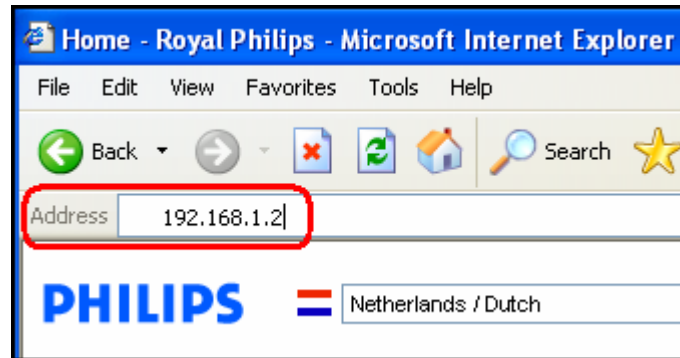 Home - Royal Philips - Microsoft Internet Explorer
File Edit View Favorites Tools Help
Back Search
Address 192.168.1.2
PHILIPS Netherlands / Dutch